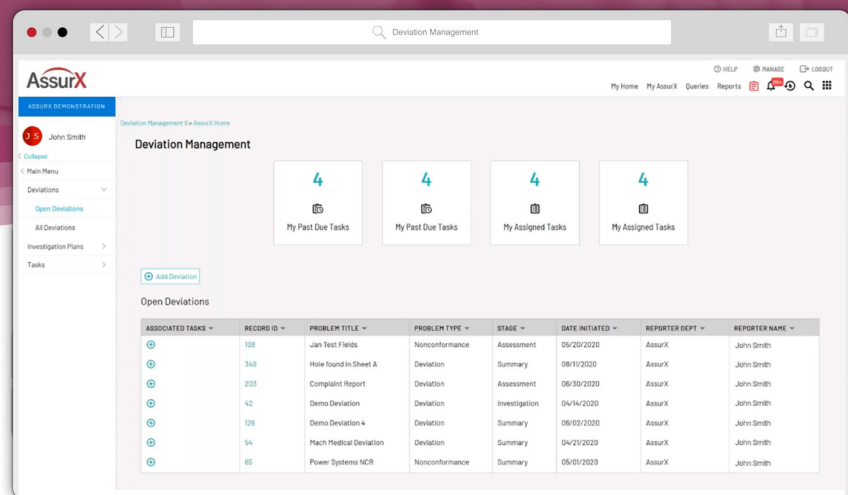 Deviation Management
HELP MANAGE LOGOUT
AssurX
My Home My AssurX Queries Reports
ASSURX DEMONSTRATION
Deviation Management II > AssurX Home
JS John Smith
Deviation Management
< Collapse
< Main Menu
Deviations
Open Deviations
All Deviations
Investigation Plans >
Tasks >
4 4 4 4
My Past Due Tasks My Past Due Tasks My Assigned Tasks My Assigned Tasks
Add Deviation
Open Deviations
ASSOCIATED TASKS RECORD ID PROBLEM TITLE PROBLEM TYPE STAGE DATE INITIATED REPORTER DEPT REPORTER NAME
108 Jan Test Fields Nonconformance Assessment 05/20/2020 AssurX John Smith
349 Hole found in Sheet A Deviation Summary 08/11/2020 AssurX John Smith
203 Complaint Report Deviation Assessment 06/30/2020 AssurX John Smith
42 Demo Deviation Deviation Investigation 04/14/2020 AssurX John Smith
128 Demo Deviation 4 Deviation Summary 06/02/2020 AssurX John Smith
54 Mach Medical Deviation Deviation Summary 04/21/2020 AssurX John Smith
65 Power Systems NCR Nonconformance Summary 05/01/2020 AssurX John Smith